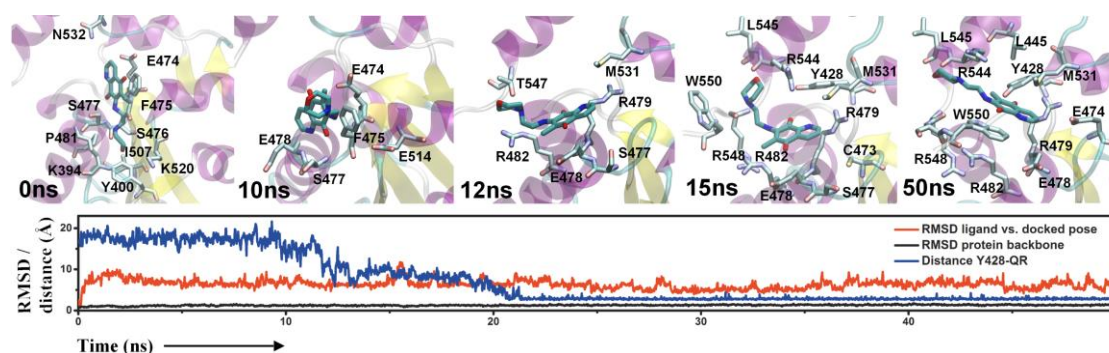 N532
E474
S477
F475
P481
S476
I507
K394
K520
Y400
0ns
E474
E478
F475
E514
S477
10ns
M531
T547
R479
R482
S477
E478
12ns
L545
R544
Y428
M531
W550
R479
R548
R482
C473
E478
S477
15ns
L545
L445
R544
Y428
M531
E474
W550
R479
R548
R482
E478
50ns
RMSD /
distance (Å)
20
10
0
RMSD ligand vs. docked pose
RMSD protein backbone
Distance Y428-QR
0
10
20
30
40
Time (ns)